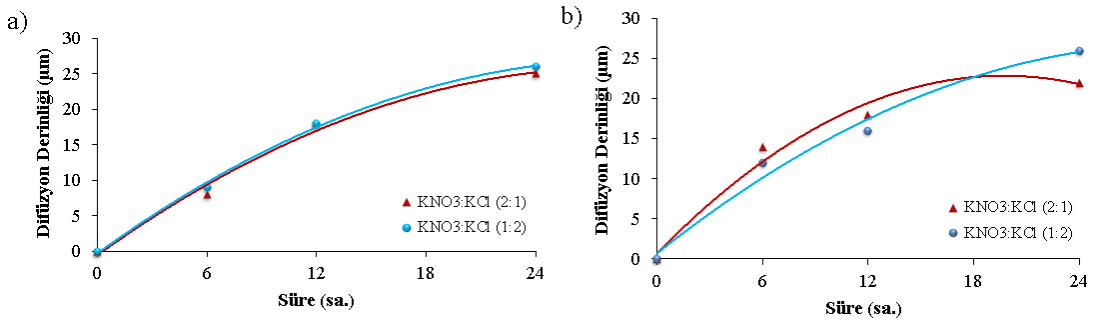 a)
Difüzyon Derinliği (µm)
30
25
20
15
10
5
0
0 6 12 18 24
Süre (sa.)
KNO3:KCl (2:1)
KNO3:KCl (1:2)
b)
Difüzyon Derinliği (µm)
30
25
20
15
10
5
0
0 6 12 18 24
Süre (sa.)
KNO3:KCl (2:1)
KNO3:KCl (1:2)